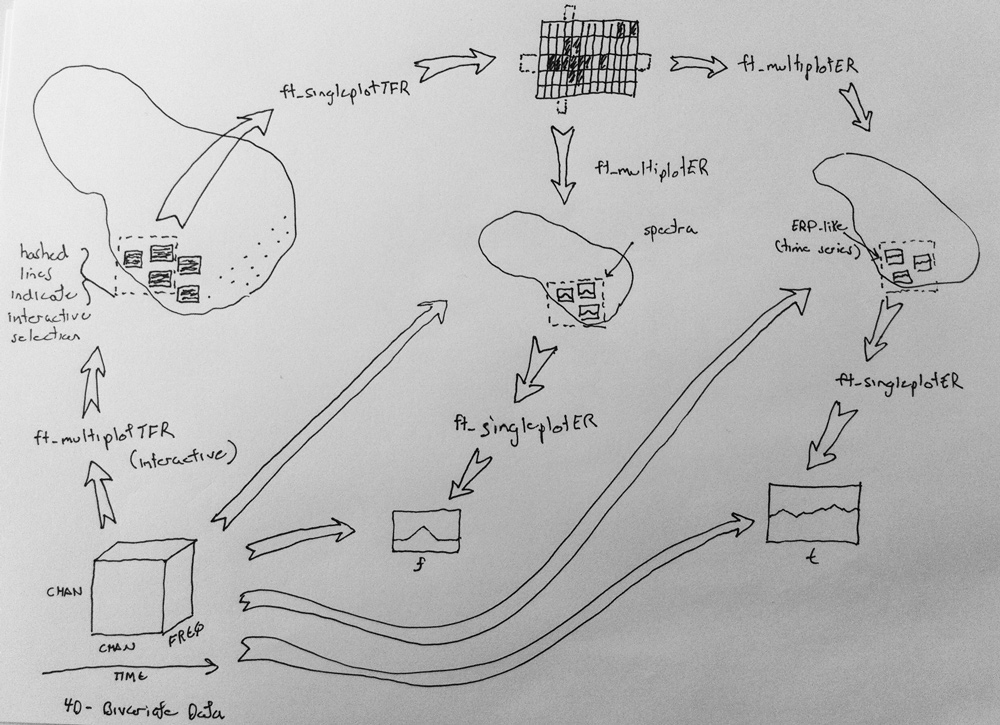 ft_singleplotTFR
ft_multiplotER
ft_multiplotER
spectra
ERP-like
(time series)
hashed
lines
indicate
interactive
selection
ft_singleplotER
ft_singleplotER
ft_multiplotTFR
(interactive)
f
t
CHAN
CHAN
FREQ
TIME
4D - Bivariate Data